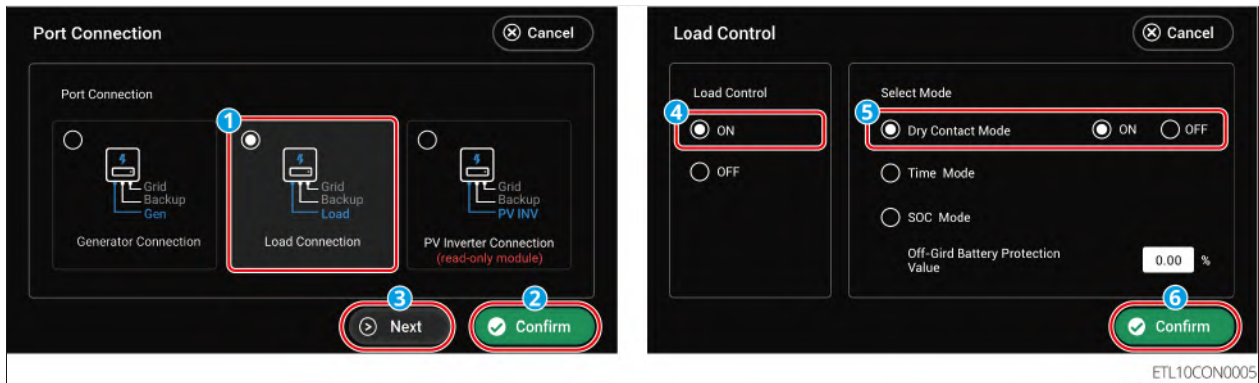 Port Connection
Cancel
Port Connection
1
Grid
Backup
Gen
Generator Connection
Grid
Backup
Load
Load Connection
Grid
Backup
PV INV
PV Inverter Connection
(read-only module)
3
Next
2
Confirm
Load Control
Cancel
Load Control
4
ON
OFF
Select Mode
5
Dry Contact Mode ON OFF
Time Mode
SOC Mode
Off-Gird Battery Protection
Value
0.00 %
6
Confirm
ETL10CON0005